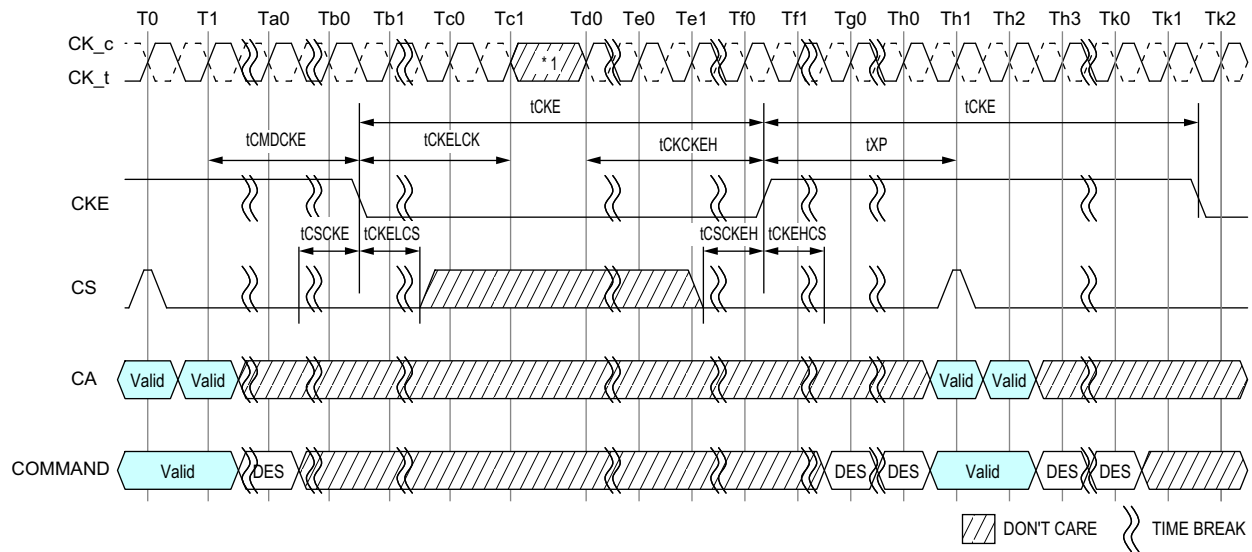 T0 T1 Ta0 Tb0 Tb1 Tc0 Tc1 Td0 Te0 Te1 Tf0 Tf1 Tg0 Th0 Th1 Th2 Th3 Tk0 Tk1 Tk2
CK_c
*1
CK_t
tCKE tCKE
tCMDCKE tCKELCK tCKCKEH tXP
CKE
tCSCKE tCKELCS tCSCKEH tCKEHCS
CS
CA Valid Valid Valid Valid
COMMAND Valid DES DES DES Valid DES DES
DON'T CARE TIME BREAK